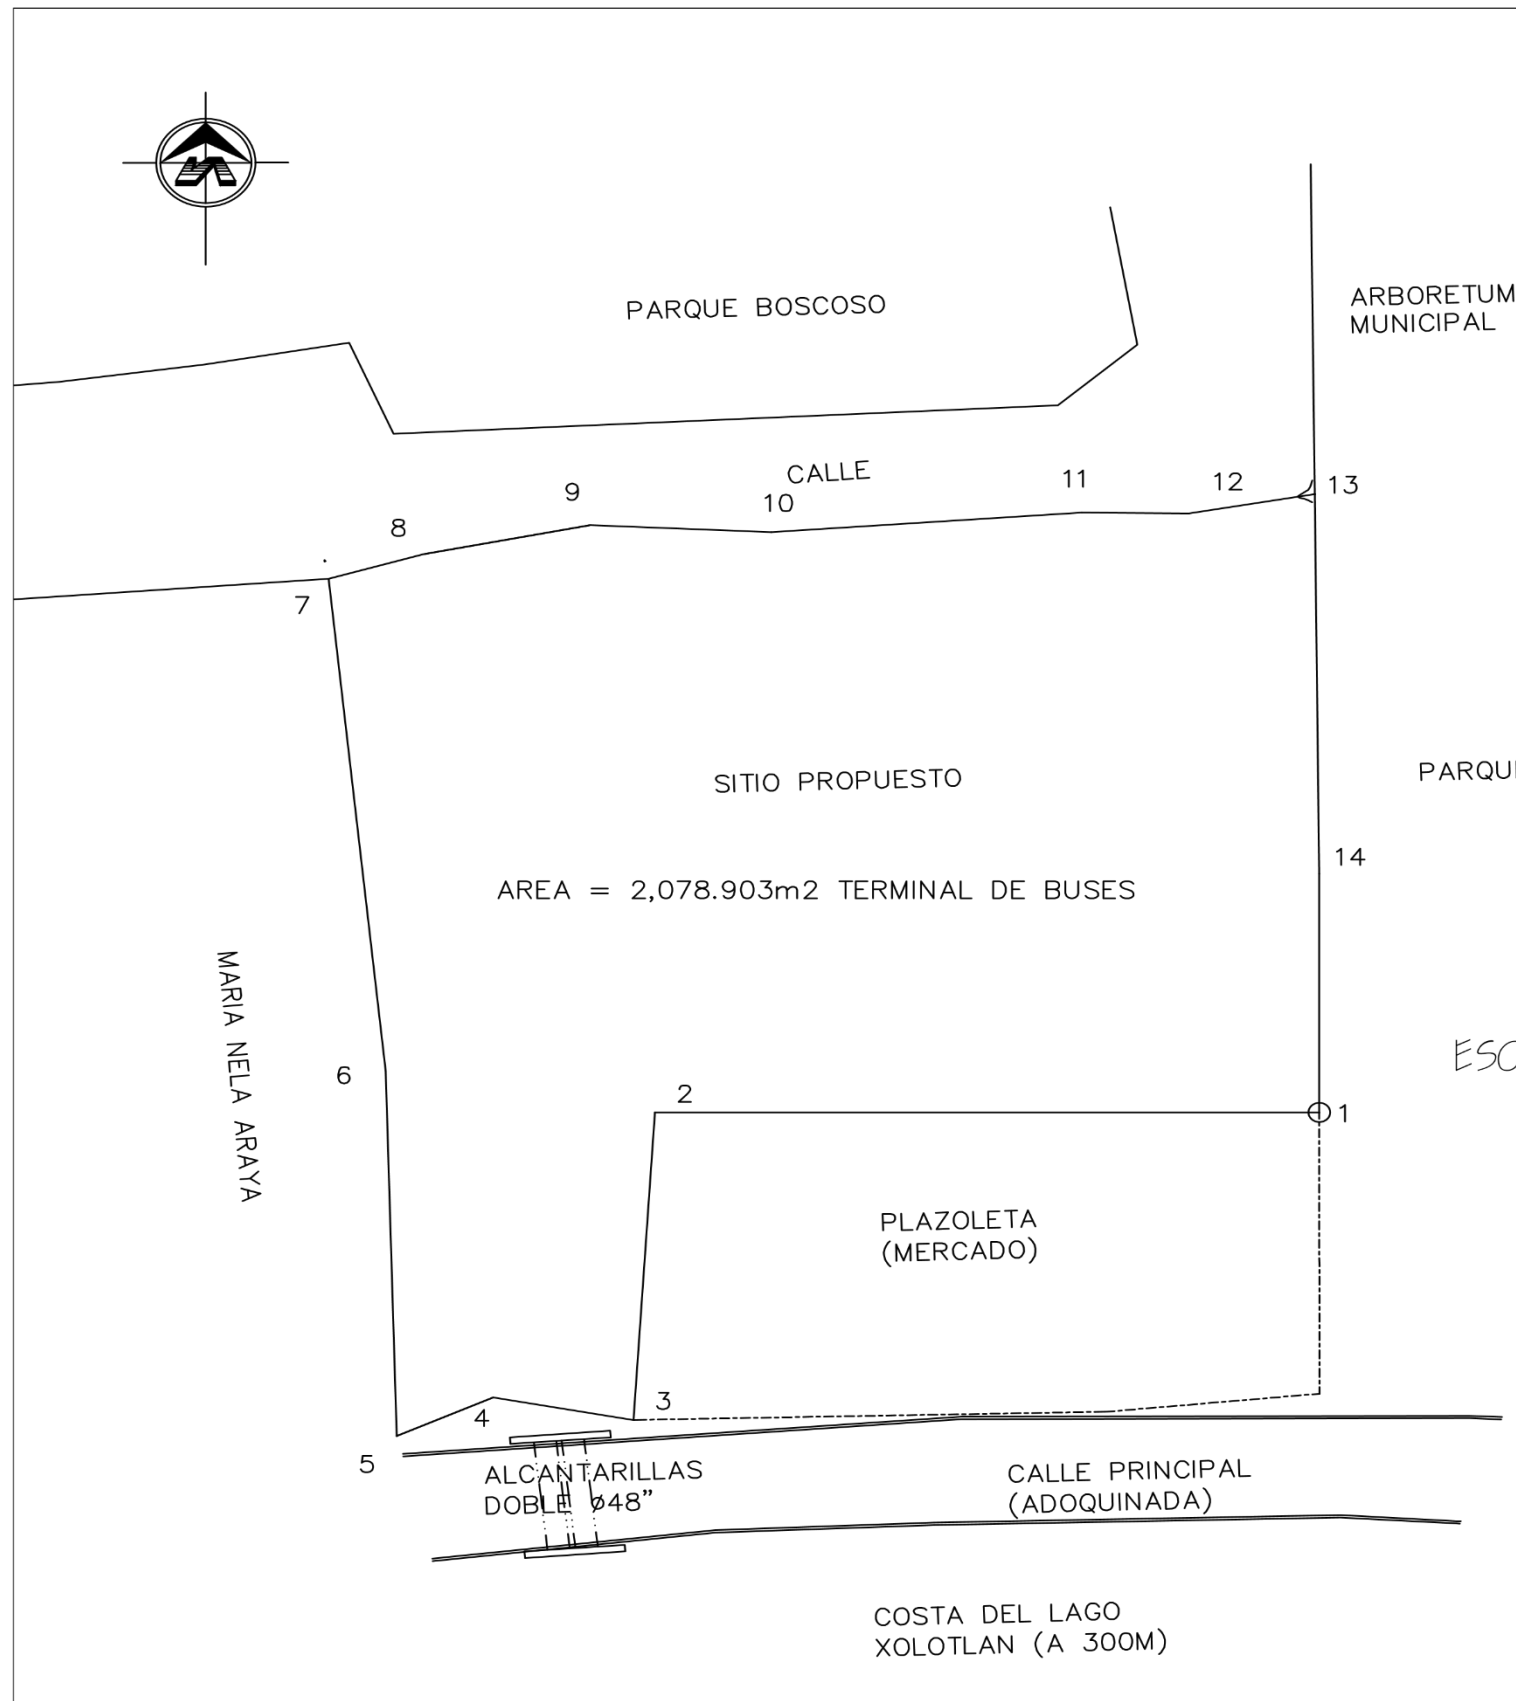 PARQUE BOSCOSO
ARBORETUM
MUNICIPAL
CALLE
13
12
11
10
9
8
7
SITIO PROPUESTO
PARQU
14
AREA = 2,078.903m2 TERMINAL DE BUSES
MARIA NELA ARAYA
ESC
6
2
1
PLAZOLETA
(MERCADO)
3
4
5
ALCANTARILLAS
DOBLE ø48”
CALLE PRINCIPAL
(ADOQUINADA)
COSTA DEL LAGO
XOLOTLAN (A 300M)